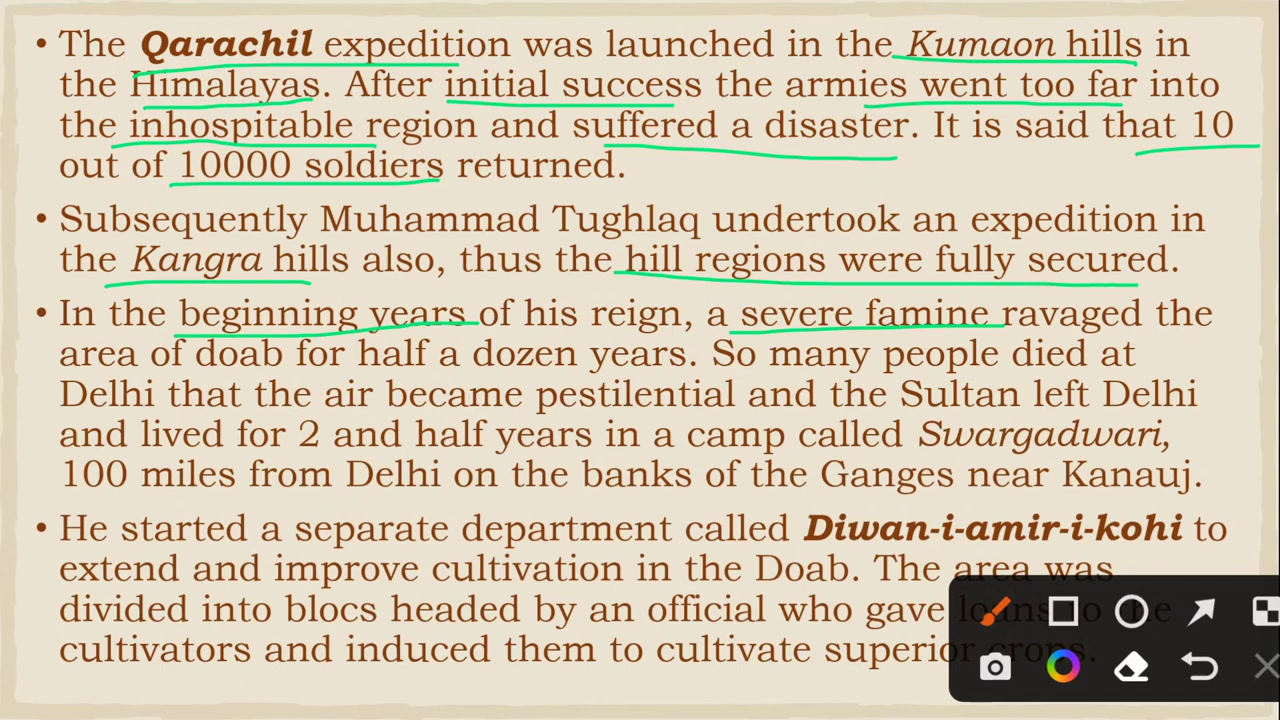 • The Qarachil expedition was launched in the Kumaon hills in
the Himalayas. After initial success the armies went too far into
the inhospitable region and suffered a disaster. It is said that 10
out of 10000 soldiers returned.
• Subsequently Muhammad Tughlaq undertook an expedition in
the Kangra hills also, thus the hill regions were fully secured.
• In the beginning years of his reign, a severe famine ravaged the
area of doab for half a dozen years. So many people died at
Delhi that the air became pestilential and the Sultan left Delhi
and lived for 2 and half years in a camp called Swargadwari,
100 miles from Delhi on the banks of the Ganges near Kanauj.
• He started a separate department called Diwan-i-amir-i-kohi to
extend and improve cultivation in the Doab. The area was
divided into blocs headed by an official who gave loans to the
cultivators and induced them to cultivate superior crops.